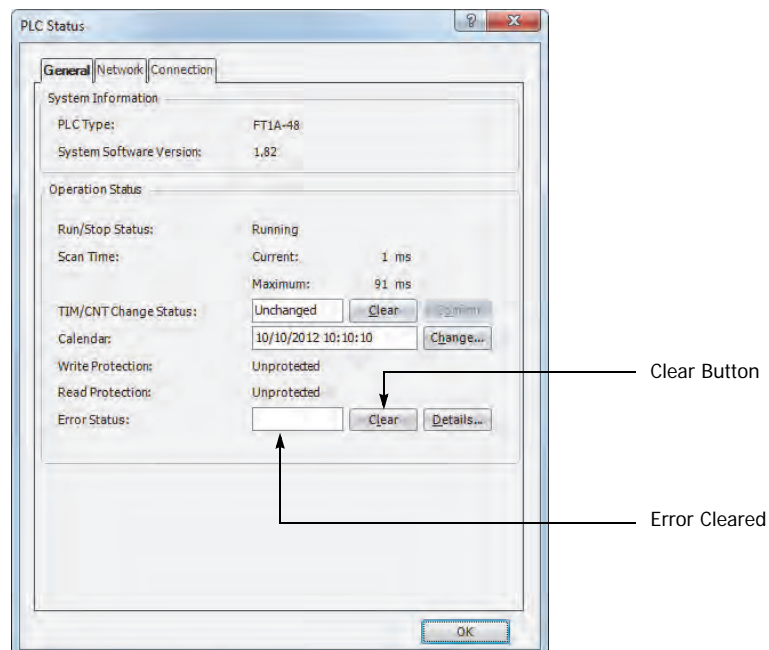 PLC Status
General Network Connection
System Information
PLC Type: FT1A-48
System Software Version: 1.82
Operation Status
Run/Stop Status: Running
Scan Time: Current: 1 ms
Maximum: 91 ms
TIM/CNT Change Status: Unchanged Clear Confirm
Calendar: 10/10/2012 10:10:10 Change...
Write Protection: Unprotected
Clear Button
Read Protection: Unprotected
Error Status: Clear Details...
Error Cleared
OK